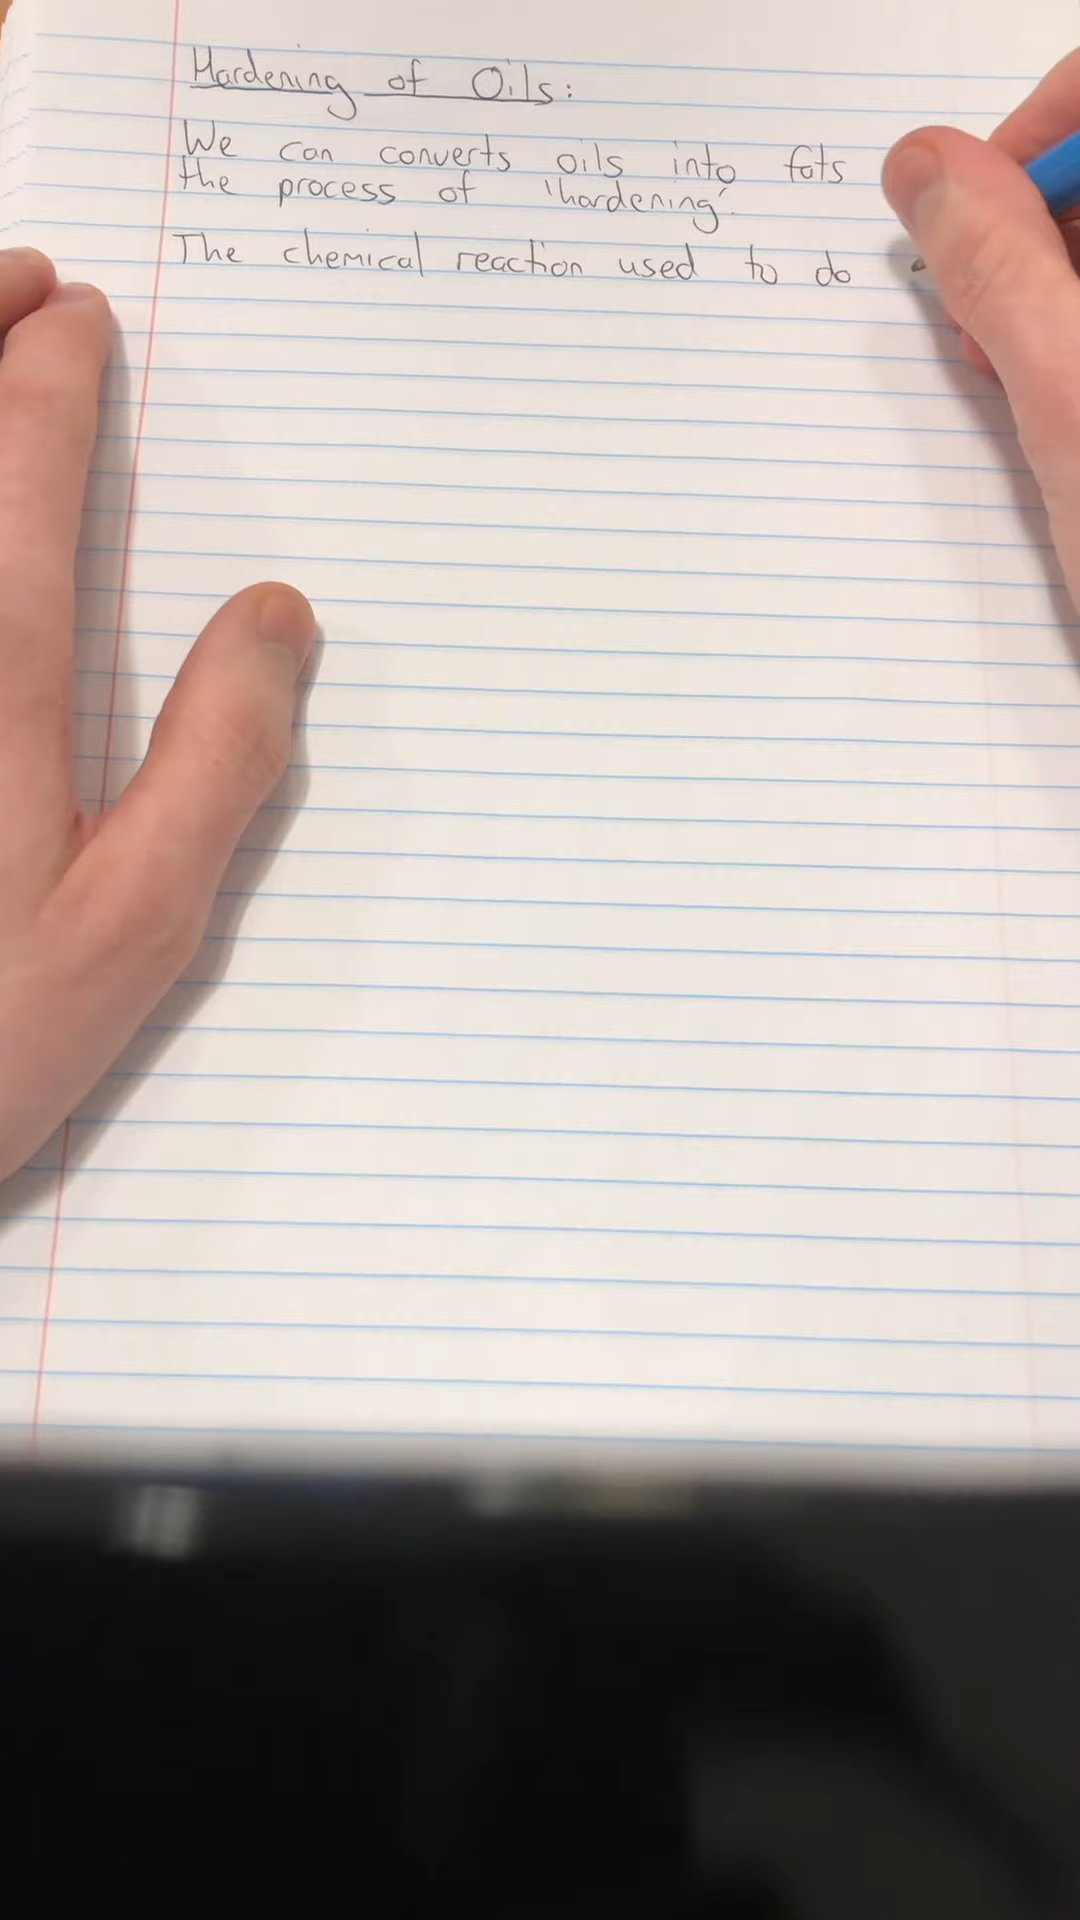 Hardening of Oils:
We can converts oils into fats
the process of 'hardening'.
The chemical reaction used to do